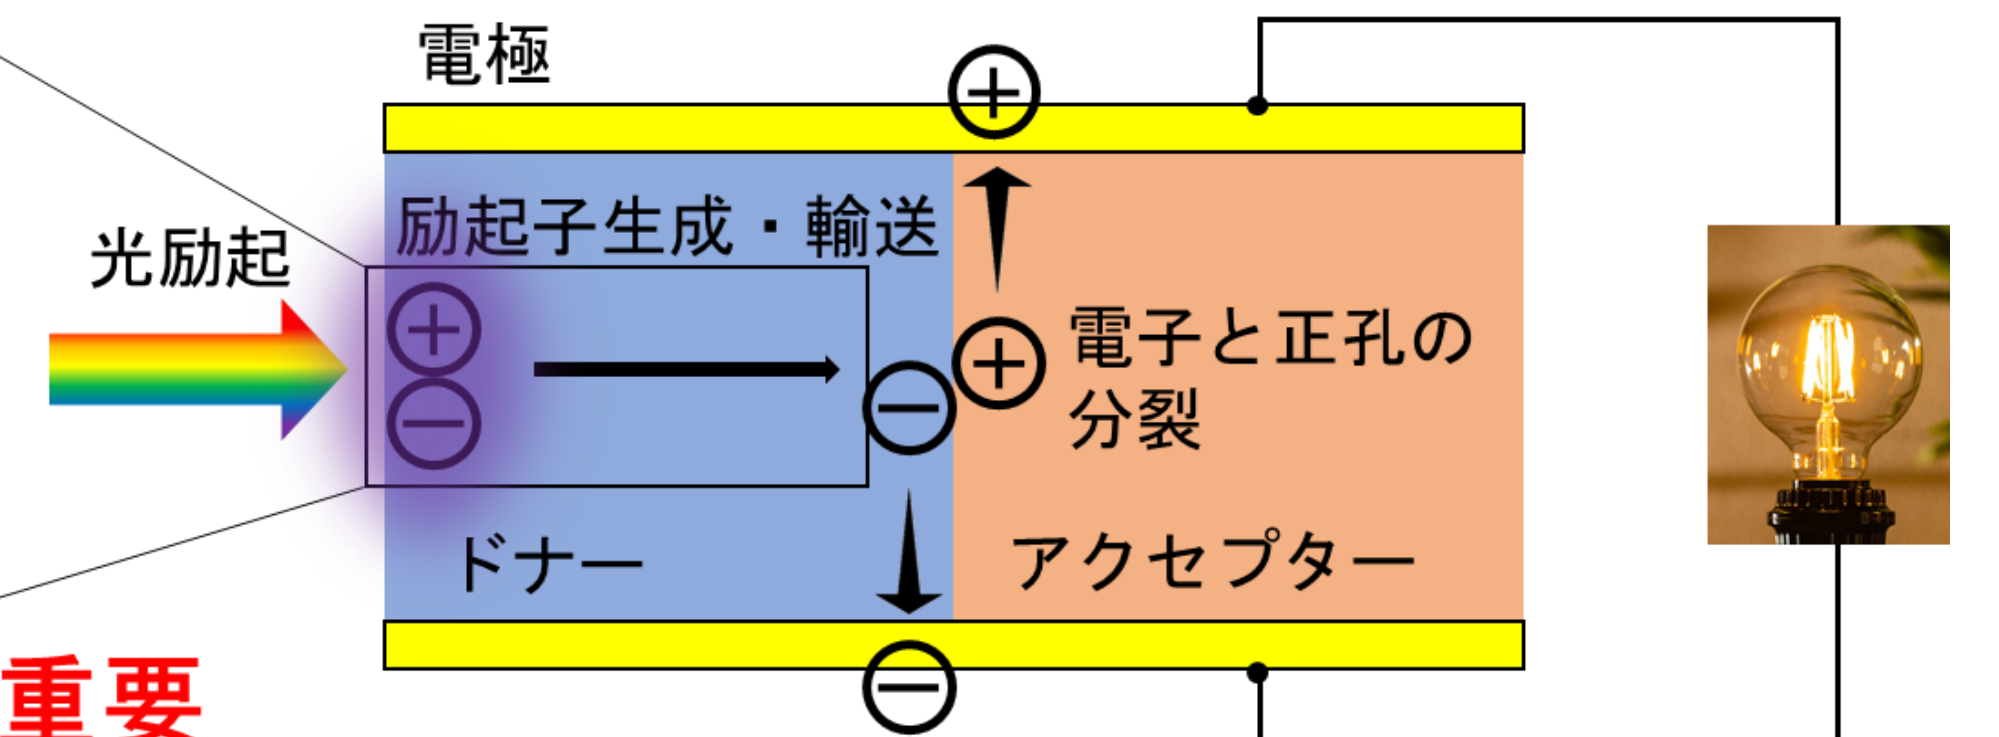 電極
励起子生成・輸送
光励起
電子と正孔の
分裂
ドナー
アクセプター
重要